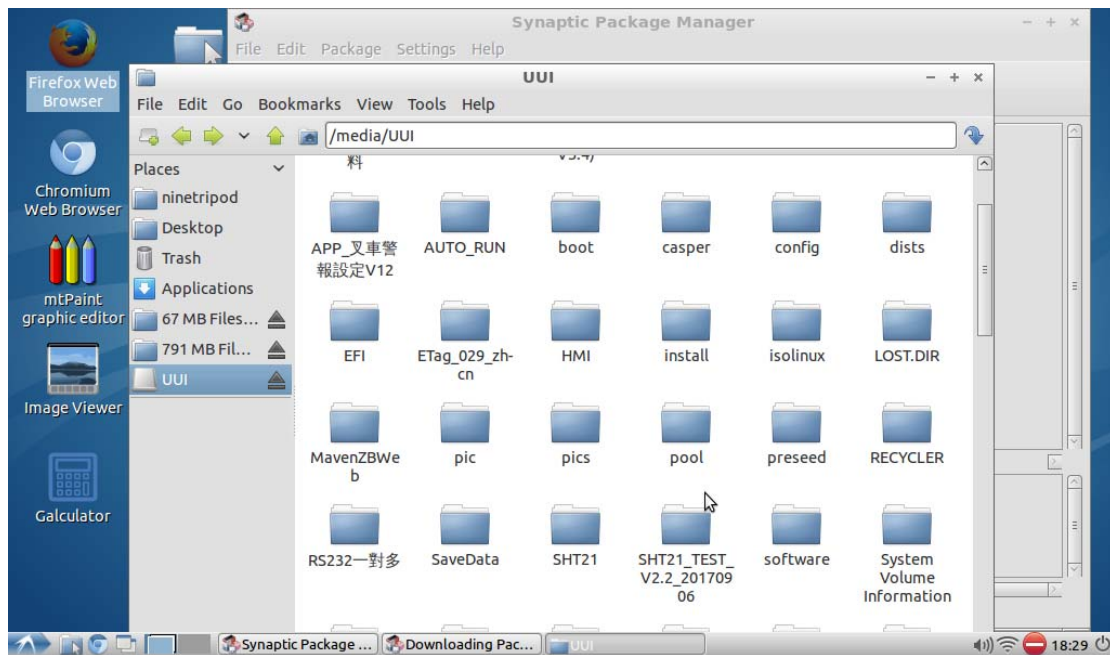 Synaptic Package Manager
File Edit Package Settings Help
UUI
File Edit Go Bookmarks View Tools Help
/media/UUI
Firefox Web
Browser
Chromium
Web Browser
mtPaint
graphic editor
Image Viewer
Galculator
Places
ninetripod
Desktop
Trash
Applications
67 MB Files...
791 MB Fil...
UUI
料
APP_叉車警
報設定V12
AUTO_RUN
boot
casper
config
dists
EFI
ETag_029_zh-
cn
HMI
install
isolinux
LOST.DIR
MavenZBWe
b
pic
pics
pool
preseed
RECYCLER
RS232一對多
SaveData
SHT21
SHT21_TEST_
V2.2_201709
06
software
System
Volume
Information
Synaptic Package ...
Downloading Pac...
UUI
18:29